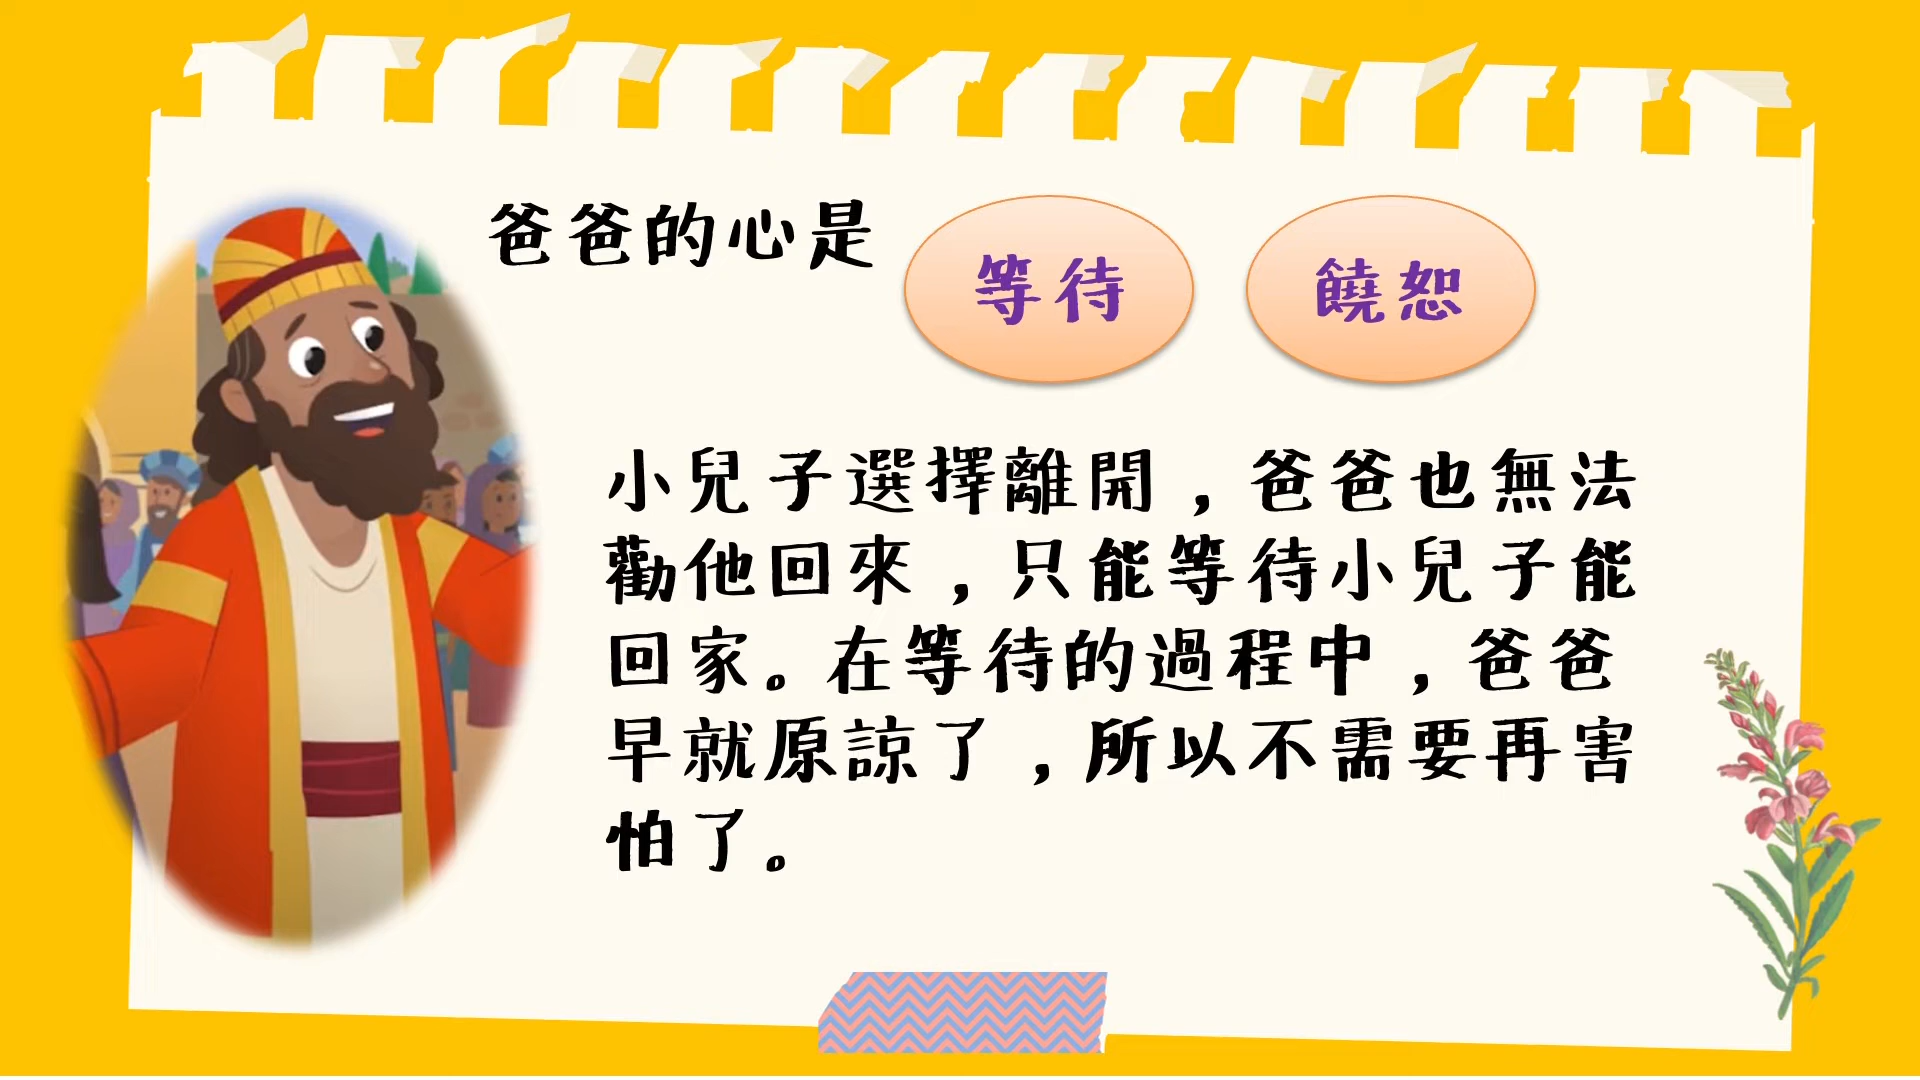 爸爸的心是
等待
饒恕
小兒子選擇離開，爸爸也無法
勸他回來，只能等待小兒子能
回家。在等待的過程中，爸爸
早就原諒了，所以不需要再害
怕了。